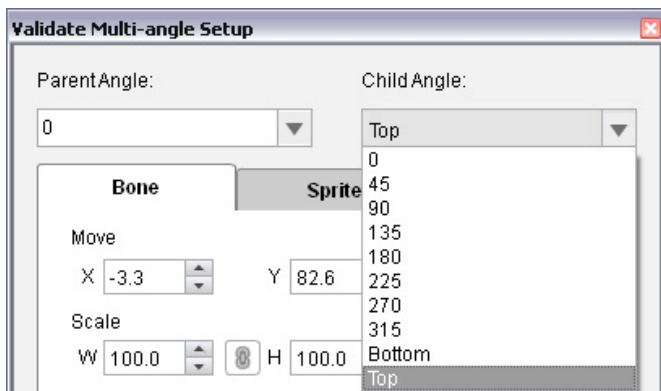 Validate Multi-angle Setup
Parent Angle: Child Angle:
0 Top
0
45
90
135
180
225
270
315
Bottom
Top
Bone Sprite
Move
X -3.3 Y 82.6
Scale
W 100.0 H 100.0